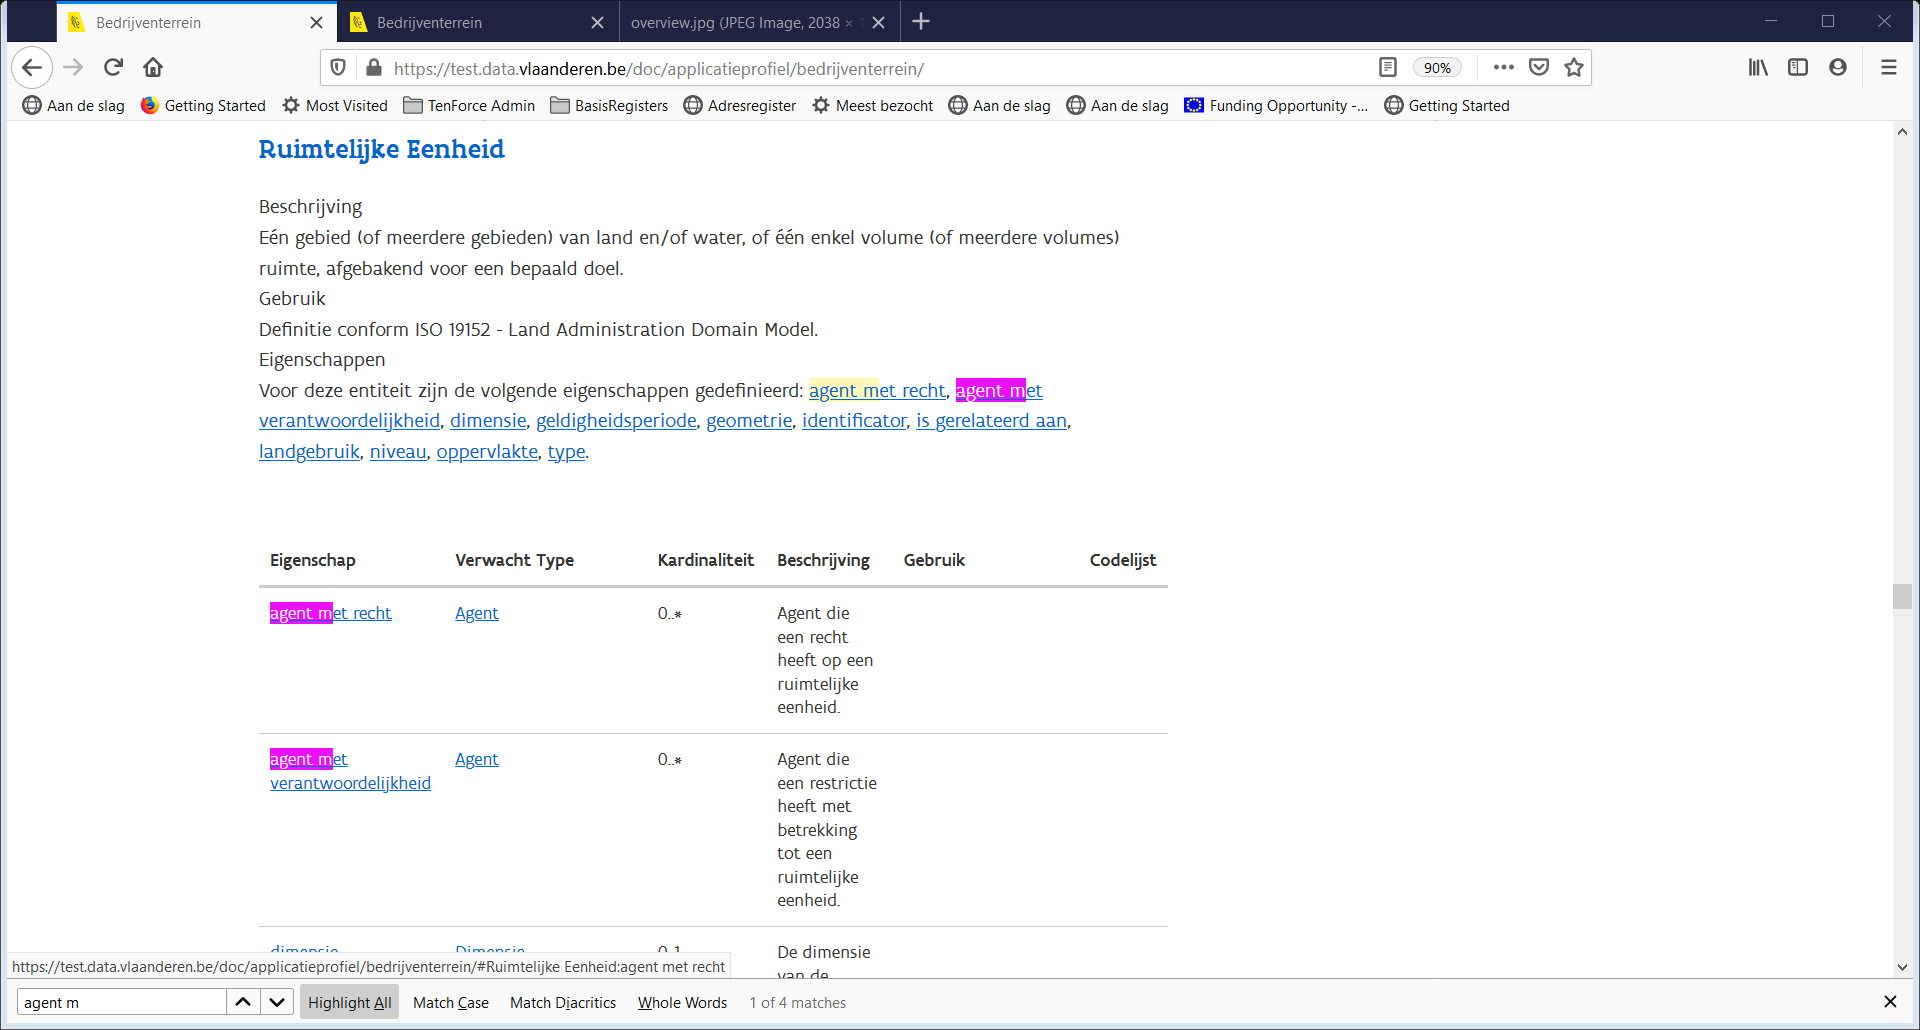 Bedrijventerrein
Bedrijventerrein
overview.jpg (JPEG Image, 2038 ×
https://test.data.vlaanderen.be/doc/applicatieprofiel/bedrijventerrein/
90%
Aan de slag
Getting Started
Most Visited
TenForce Admin
BasisRegisters
Adresregister
Meest bezocht
Aan de slag
Aan de slag
Funding Opportunity -...
Getting Started
Ruimtelijke Eenheid
Beschrijving
Eén gebied (of meerdere gebieden) van land en/of water, of één enkel volume (of meerdere volumes)
ruimte, afgebakend voor een bepaald doel.
Gebruik
Definitie conform ISO 19152 - Land Administration Domain Model.
Eigenschappen
Voor deze entiteit zijn de volgende eigenschappen gedefinieerd: agent met recht, agent met
verantwoordelijkheid, dimensie, geldigheidsperiode, geometrie, identificator, is gerelateerd aan,
landgebruik, niveau, oppervlakte, type.
Eigenschap Verwacht Type Kardinaliteit Beschrijving Gebruik Codelijst
agent met recht Agent 0..* Agent die
een recht
heeft op een
ruimtelijke
eenheid.
agent met Agent 0..* Agent die
verantwoordelijkheid een restrictie
heeft met
betrekking
tot een
ruimtelijke
eenheid.
dimensie Dimensie 0..1 De dimensie
van de
https://test.data.vlaanderen.be/doc/applicatieprofiel/bedrijventerrein/#Ruimtelijke Eenheid:agent met recht
agent m
Highlight All
Match Case
Match Diacritics
Whole Words
1 of 4 matches